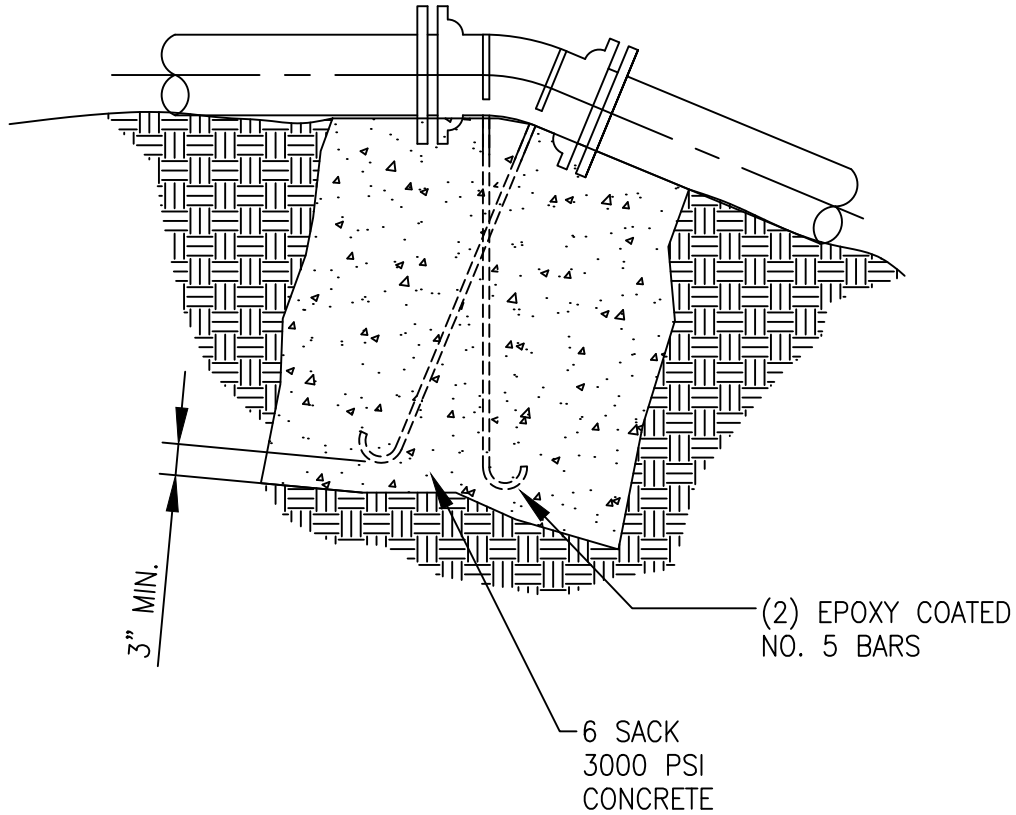 3" MIN.
(2) EPOXY COATED
NO. 5 BARS
6 SACK
3000 PSI
CONCRETE